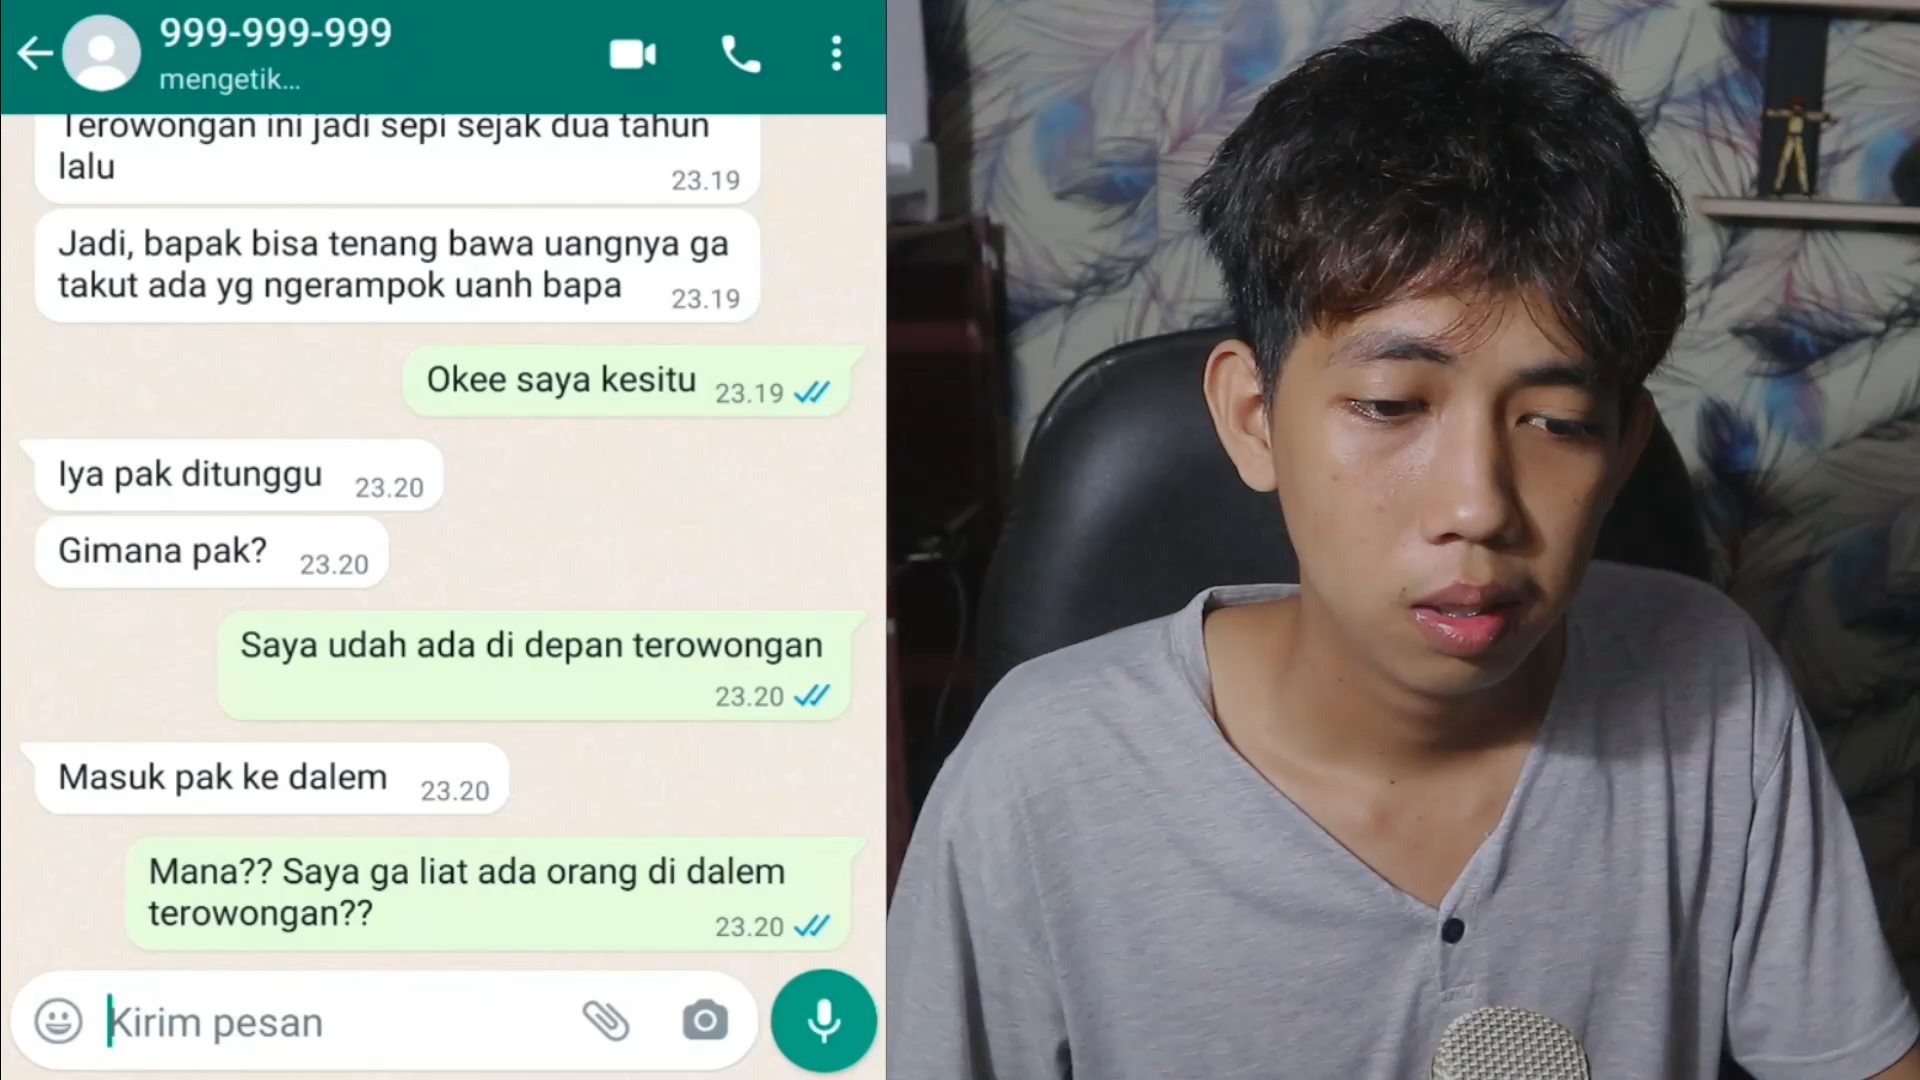 999-999-999
mengetik...
Terowongan ini jadi sepi sejak dua tahun
lalu
23.19
Jadi, bapak bisa tenang bawa uangnya ga
takut ada yg ngerampok uanh bapa
23.19
Okee saya kesitu
23.19
Iya pak ditunggu
23.20
Gimana pak?
23.20
Saya udah ada di depan terowongan
23.20
Masuk pak ke dalem
23.20
Mana?? Saya ga liat ada orang di dalem
terowongan??
23.20
Kirim pesan